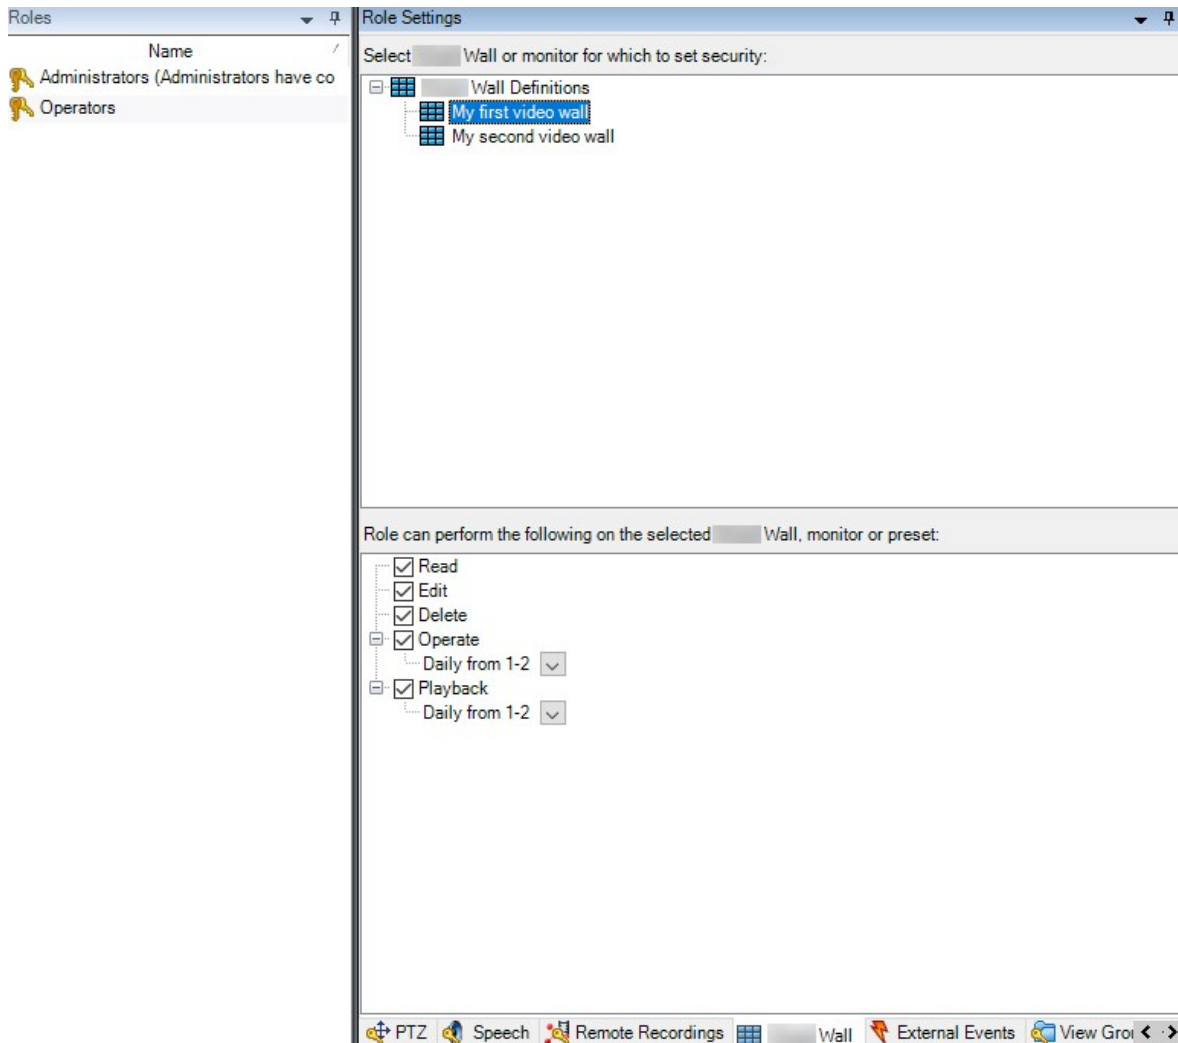 Roles
Name
Administrators (Administrators have co
Operators
Role Settings
Select Wall or monitor for which to set security:
Wall Definitions
My first video wall
My second video wall
Role can perform the following on the selected Wall, monitor or preset:
Read
Edit
Delete
Operate
Daily from 1-2
Playback
Daily from 1-2
PTZ Speech Remote Recordings Wall External Events View Grou